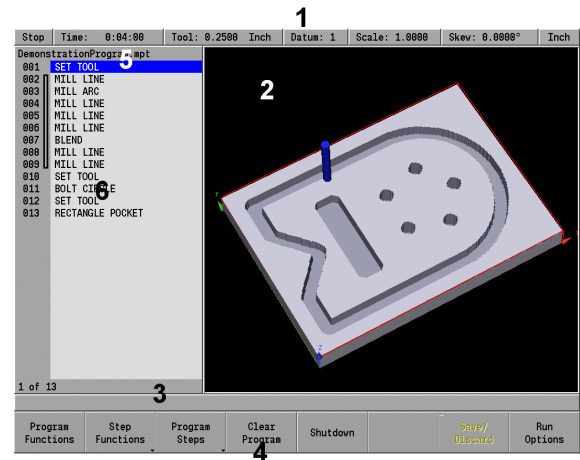 1
Stop Time: 0:04:00 Tool: 0.2500 Inch Datum: 1 Scale: 1.0000 Skew: 0.0000° Inch
DemonstrationProgram.mpt
5
001 SET TOOL
002 MILL LINE
2
003 MILL ARC
004 MILL LINE
005 MILL LINE
006 MILL LINE
007 BLEND
008 MILL LINE
009 MILL LINE
010 SET TOOL
011 BOLT CIRCLE
6
012 SET TOOL
013 RECTANGLE POCKET
Z
1 of 13
3
Program Functions
Step Functions
Program Steps
Clear Program
Shutdown
Save/ Discard
Run Options
4